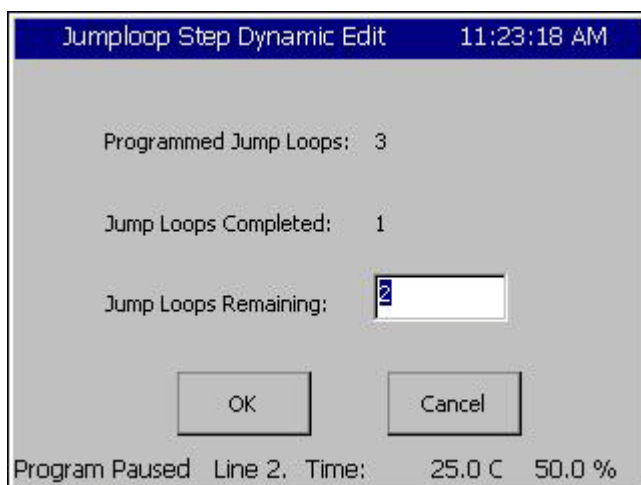 Jumploop Step Dynamic Edit 11:23:18 AM
Programmed Jump Loops: 3
Jump Loops Completed: 1
Jump Loops Remaining: 2
OK Cancel
Program Paused Line 2. Time: 25.0 C 50.0 %